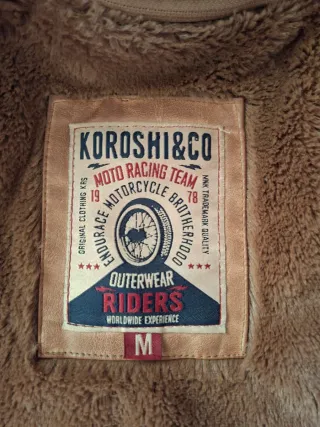 KOROSHI&CO
MOTO RACING TEAM
19 78
ENDURACE MOTORCYCLE BROTHERHOOD
ORIGINAL CLOTHING KRS
MNK TRADEMARK QUALITY
OUTERWEAR
RIDERS
WORLDWIDE EXPERIENCE
M